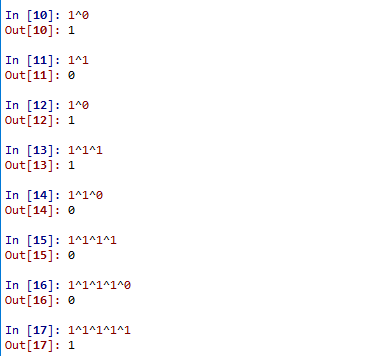 In [10]: 1^0
Out[10]: 1
In [11]: 1^1
Out[11]: 0
In [12]: 1^0
Out[12]: 1
In [13]: 1^1^1
Out[13]: 1
In [14]: 1^1^0
Out[14]: 0
In [15]: 1^1^1^1
Out[15]: 0
In [16]: 1^1^1^1^0
Out[16]: 0
In [17]: 1^1^1^1^1
Out[17]: 1